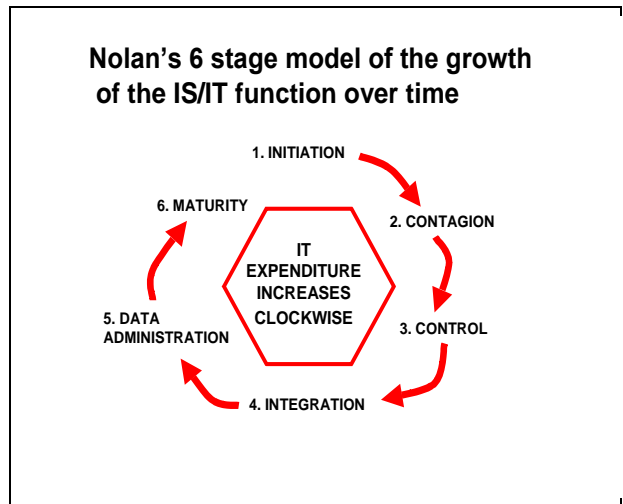 Nolan's 6 stage model of the growth
of the IS/IT function over time
1. INITIATION
6. MATURITY
2. CONTAGION
IT
EXPENDITURE
INCREASES
CLOCKWISE
5. DATA
ADMINISTRATION
3. CONTROL
4. INTEGRATION